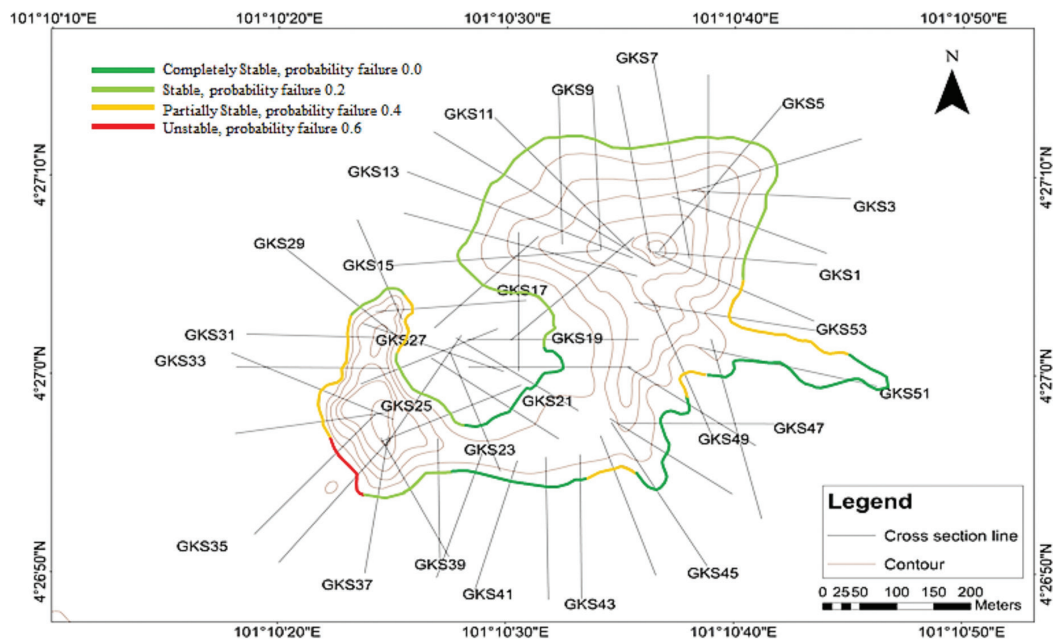 101°10'10"E 101°10'20"E 101°10'30"E 101°10'40"E 101°10'50"E
Completely Stable, probability failure 0.0
Stable, probability failure 0.2
Partially Stable, probability failure 0.4
Unstable, probability failure 0.6
N
GKS7
GKS9
GKS5
GKS11
4°27'10"N
4°27'10"N
GKS13
GKS3
GKS29
GKS15
GKS1
GKS17
GKS31
GKS27
GKS19
GKS53
GKS33
4°27'0"N
4°27'0"N
GKS51
GKS25
GKS21
GKS47
GKS49
GKS23
Legend
Cross section line
Contour
0 25 50 100 150 200
Meters
GKS35
GKS39
GKS37
GKS41
GKS43
GKS45
4°26'50"N
4°26'50"N
101°10'20"E 101°10'30"E 101°10'40"E 101°10'50"E